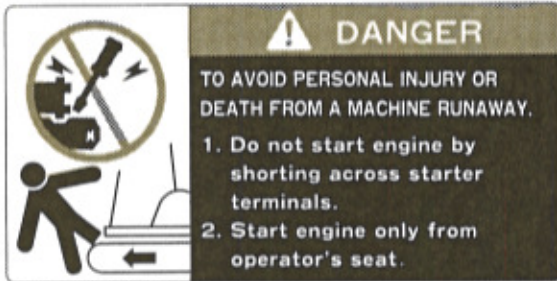 DANGER
TO AVOID PERSONAL INJURY OR
DEATH FROM A MACHINE RUNAWAY.
1. Do not start engine by
shorting across starter
terminals.
2. Start engine only from
operator's seat.